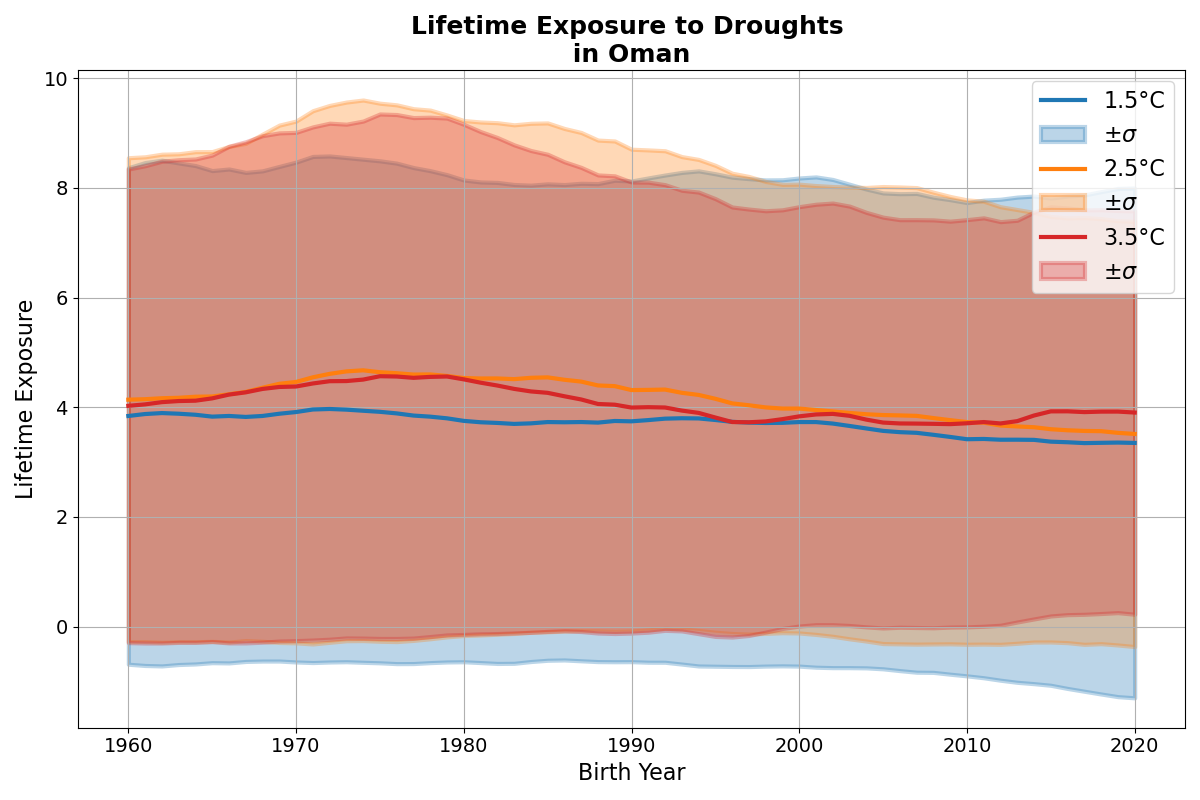 Lifetime Exposure to Droughts
in Oman
10
8
6
4
2
0
Lifetime Exposure
1960
1970
1980
1990
2000
2010
2020
Birth Year
1.5°C
±σ
2.5°C
±σ
3.5°C
±σ